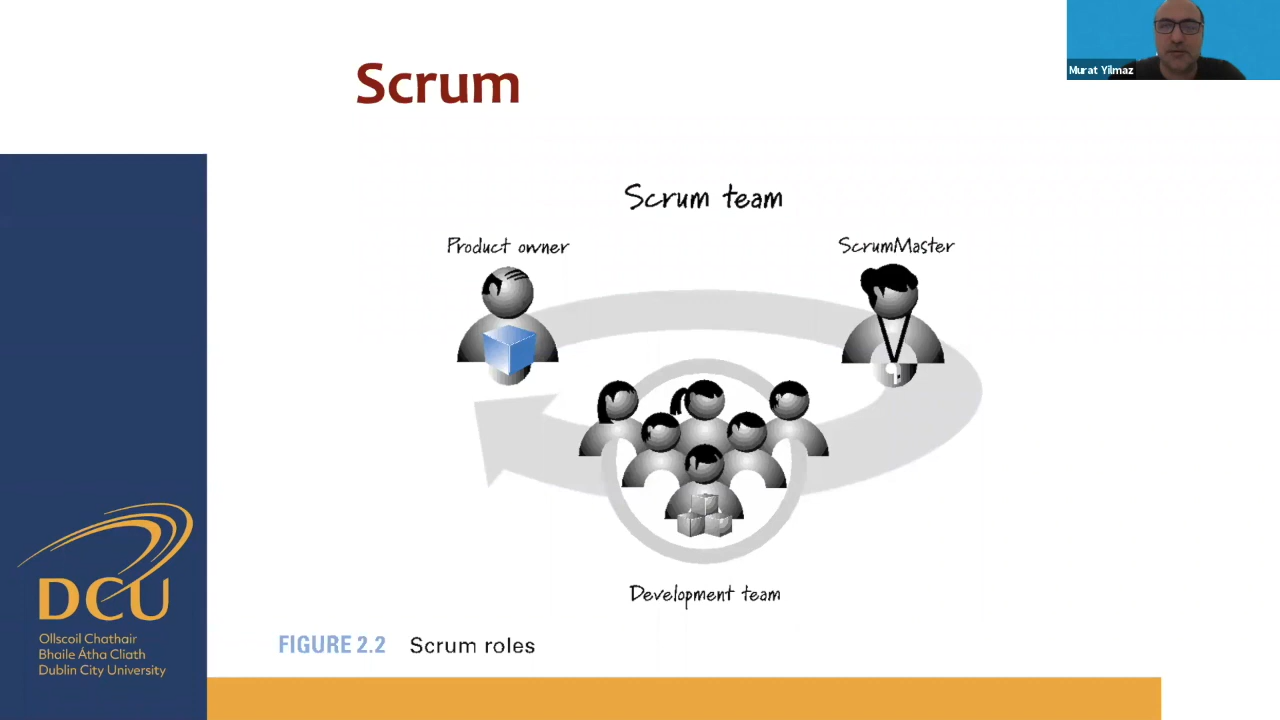 Murat Yilmaz
Scrum
Scrum team
Product owner
ScrumMaster
Development team
FIGURE 2.2 Scrum roles
DCU
Ollscoil Chathair
Bhaile Átha Cliath
Dublin City University